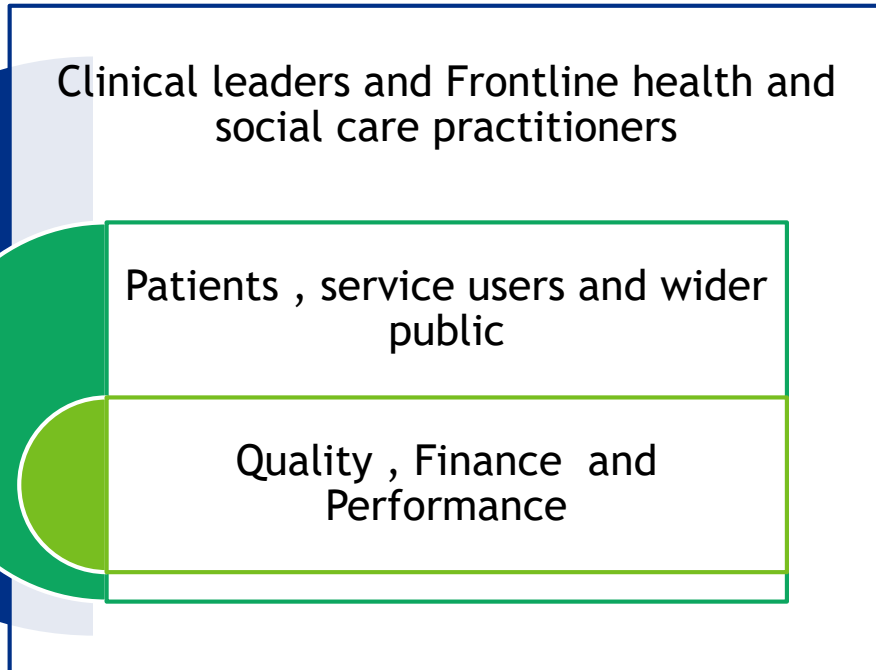 Clinical leaders and Frontline health and
social care practitioners
Patients , service users and wider
public
Quality , Finance  and
Performance